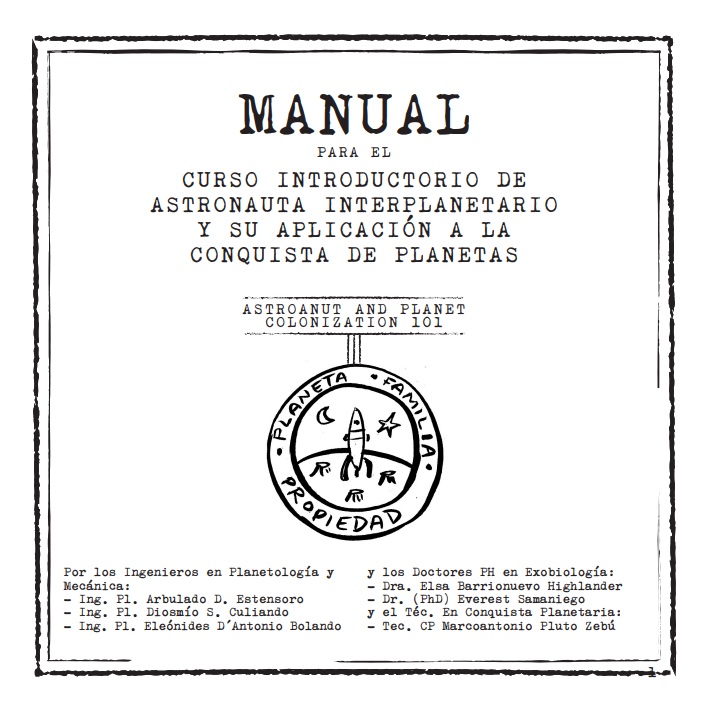 MANUAL
PARA EL
CURSO INTRODUCTORIO DE
ASTRONAUTA INTERPLANETARIO
Y SU APLICACIÓN A LA
CONQUISTA DE PLANETAS
ASTROANUT AND PLANET
COLONIZATION 101
• PLANETA • FAMILIA •
PROPIEDAD
Por los Ingenieros en Planetología y
Mecánica:
– Ing. Pl. Arbulado D. Estensoro
– Ing. Pl. Diosmío S. Culiando
– Ing. Pl. Eleónides D´Antonio Bolando
y los Doctores PH en Exobiología:
– Dra. Elsa Barrionuevo Highlander
– Dr. (PhD) Everest Samaniego
y el Téc. En Conquista Planetaria:
– Tec. CP Marcoantonio Pluto Zebú
1